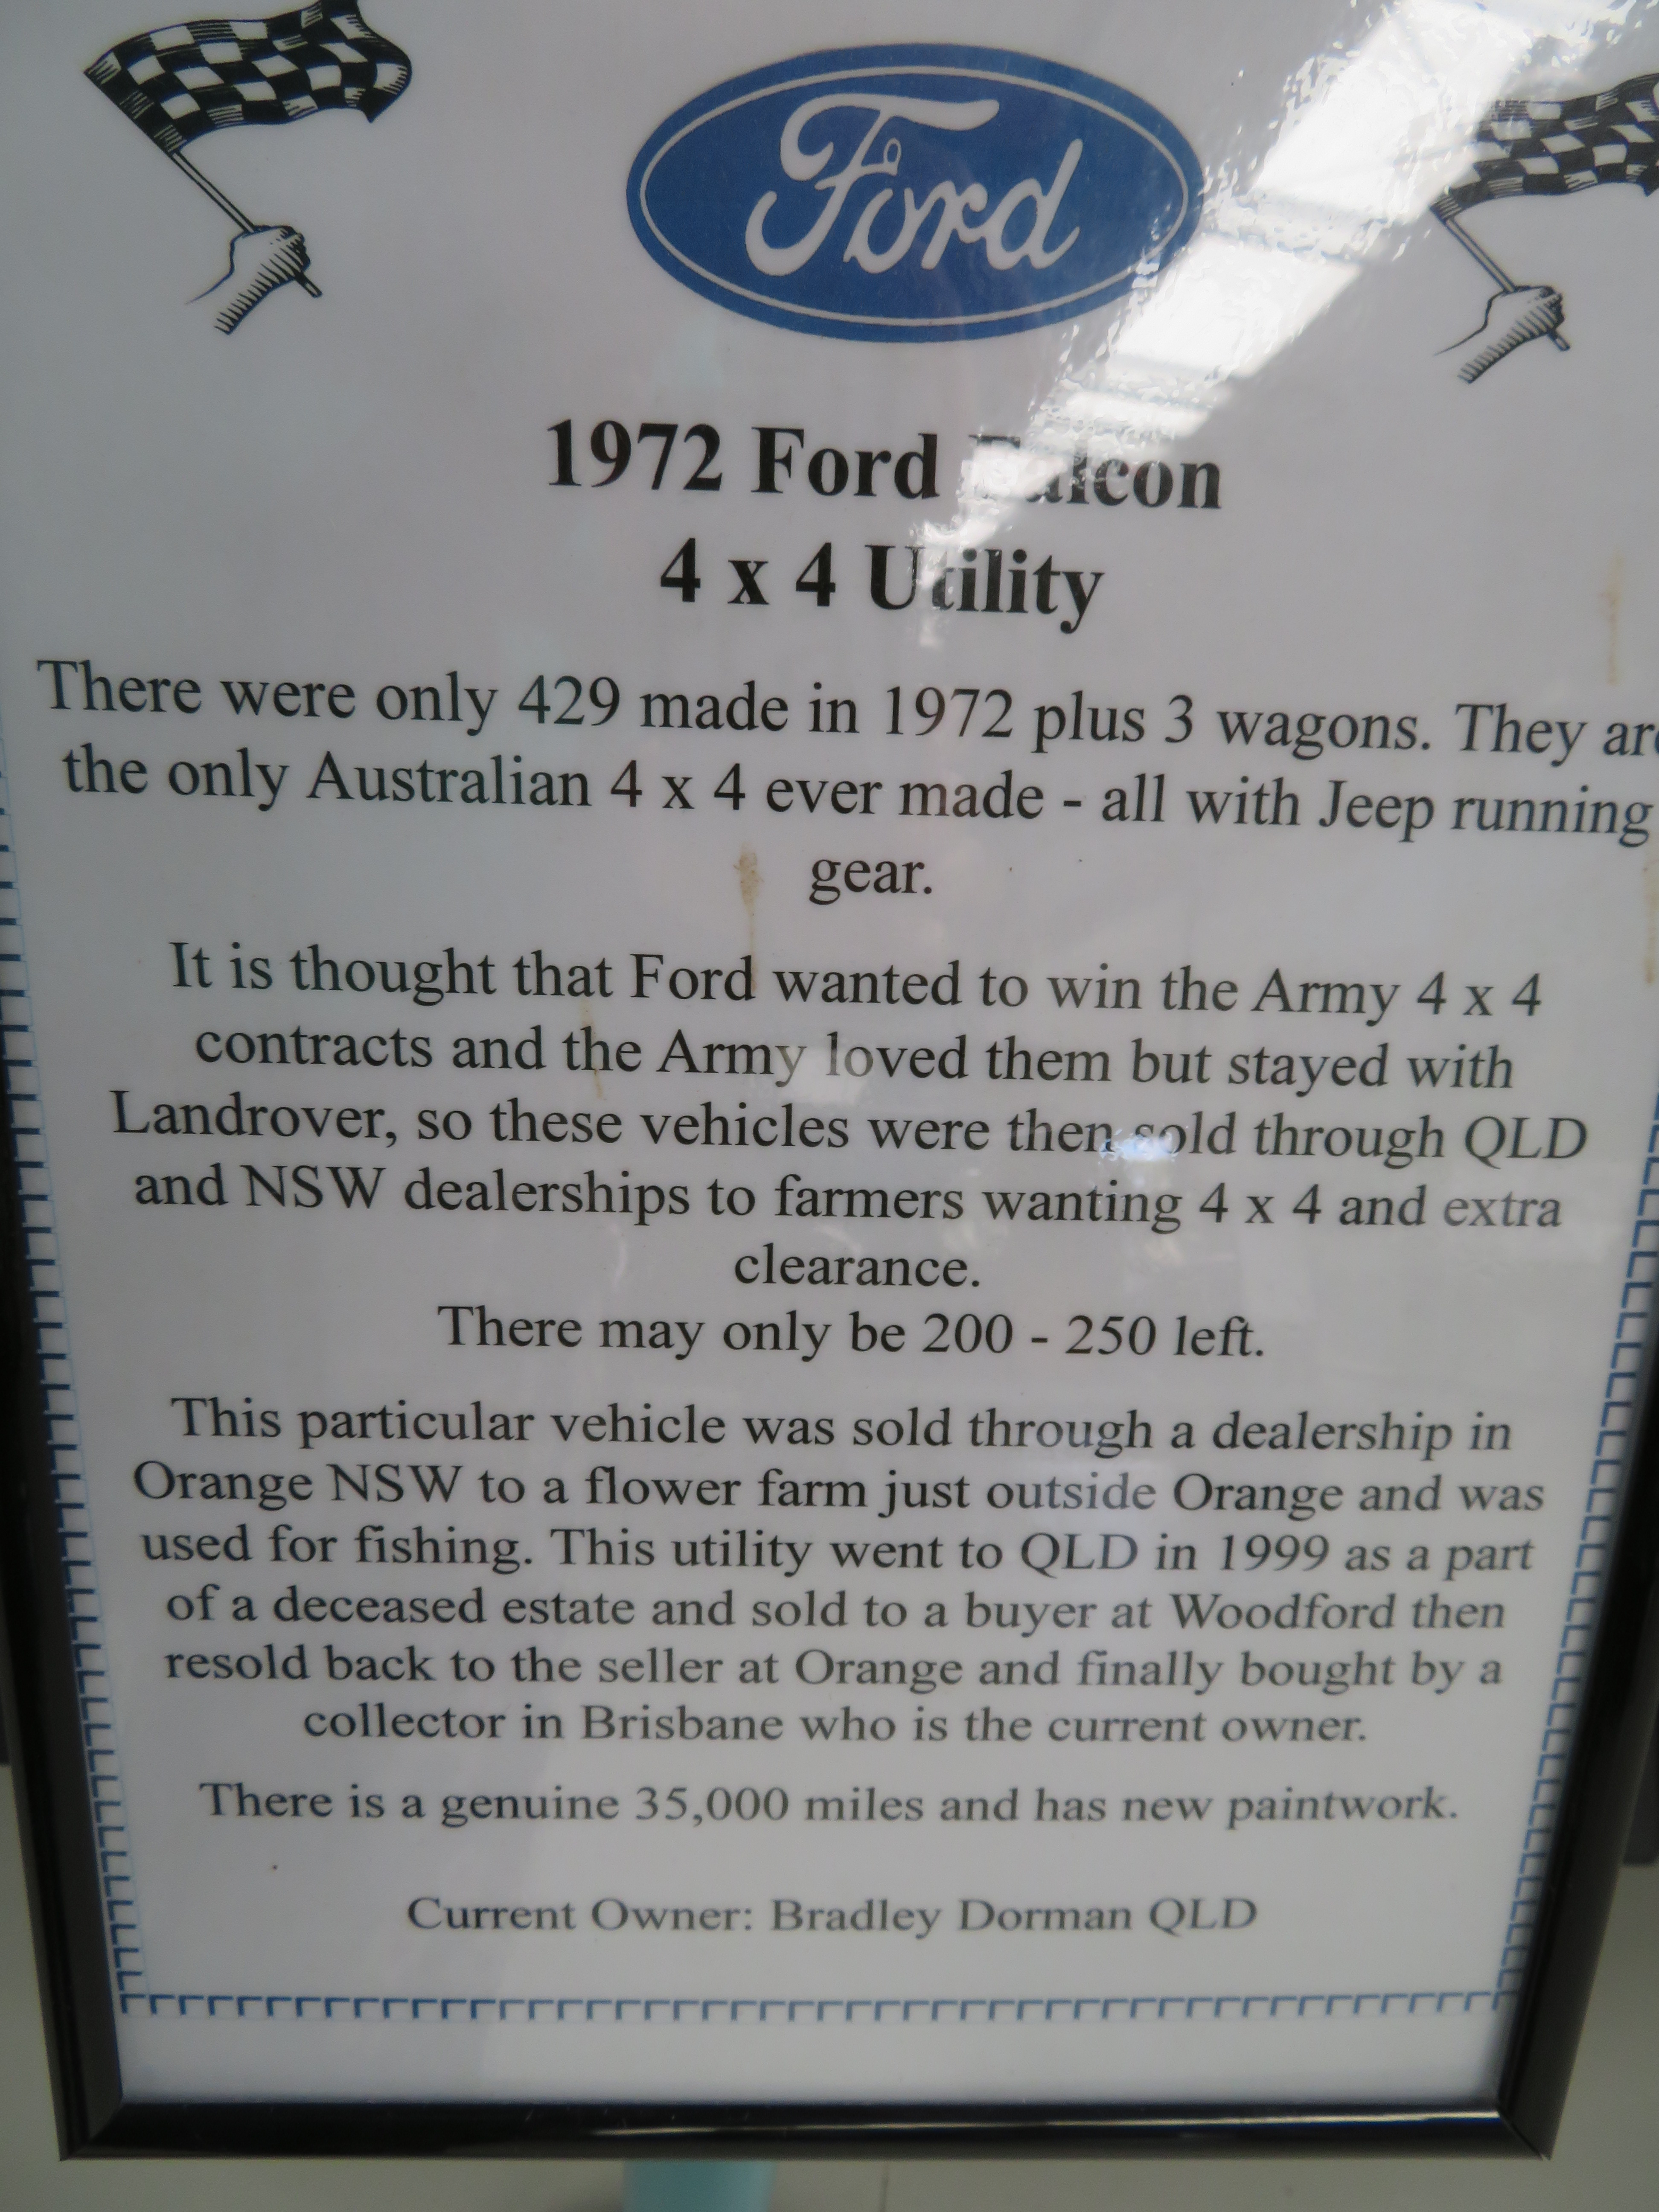 Ford
1972 Ford Falcon
4 x 4 Utility
There were only 429 made in 1972 plus 3 wagons. They are
the only Australian 4 x 4 ever made - all with Jeep running
gear.
It is thought that Ford wanted to win the Army 4 x 4
contracts and the Army loved them but stayed with
Landrover, so these vehicles were then sold through QLD
and NSW dealerships to farmers wanting 4 x 4 and extra
clearance.
There may only be 200 - 250 left.
This particular vehicle was sold through a dealership in
Orange NSW to a flower farm just outside Orange and was
used for fishing. This utility went to QLD in 1999 as a part
of a deceased estate and sold to a buyer at Woodford then
resold back to the seller at Orange and finally bought by a
collector in Brisbane who is the current owner.
There is a genuine 35,000 miles and has new paintwork.
Current Owner: Bradley Dorman QLD